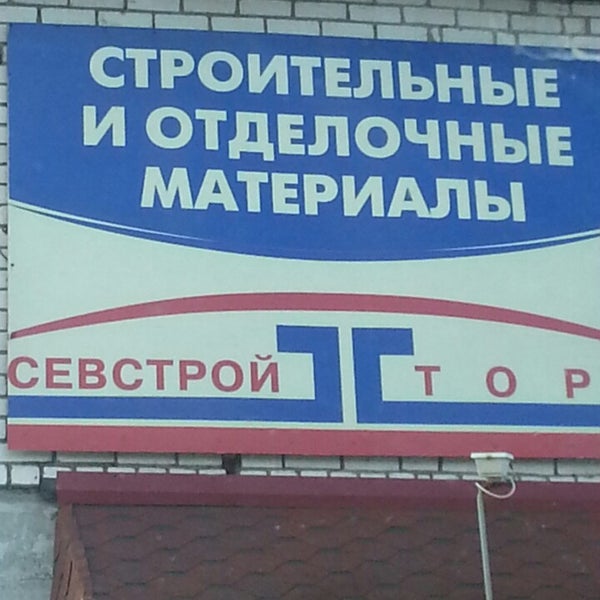 СТРОИТЕЛЬНЫЕ
И ОТДЕЛОЧНЫЕ
МАТЕРИАЛЫ
СЕВСТРОЙ ТОР